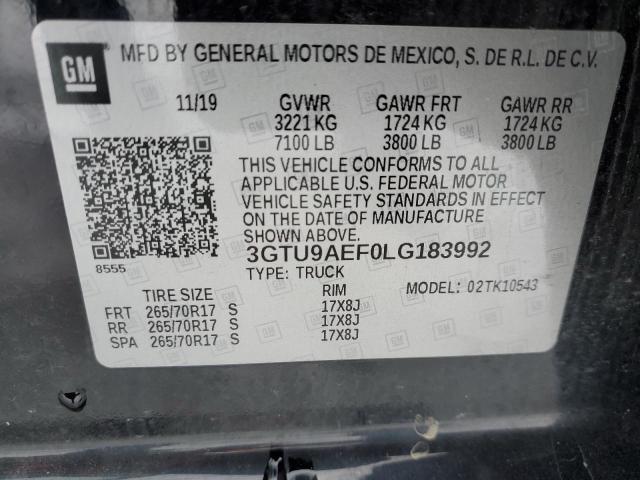 GM MFD BY GENERAL MOTORS DE MEXICO, S. DE R.L. DE C.V.
11/19 GVWR GAWR FRT GAWR RR
3221 KG 1724 KG 1724 KG
7100 LB 3800 LB 3800 LB
THIS VEHICLE CONFORMS TO ALL
APPLICABLE U.S. FEDERAL MOTOR
VEHICLE SAFETY STANDARDS IN EFFECT
ON THE DATE OF MANUFACTURE
SHOWN ABOVE.
3GTU9AEF0LG183992
8555
TYPE: TRUCK
TIRE SIZE RIM MODEL: 02TK10543
FRT 265/70R17 S 17X8J
RR 265/70R17 S 17X8J
SPA 265/70R17 S 17X8J